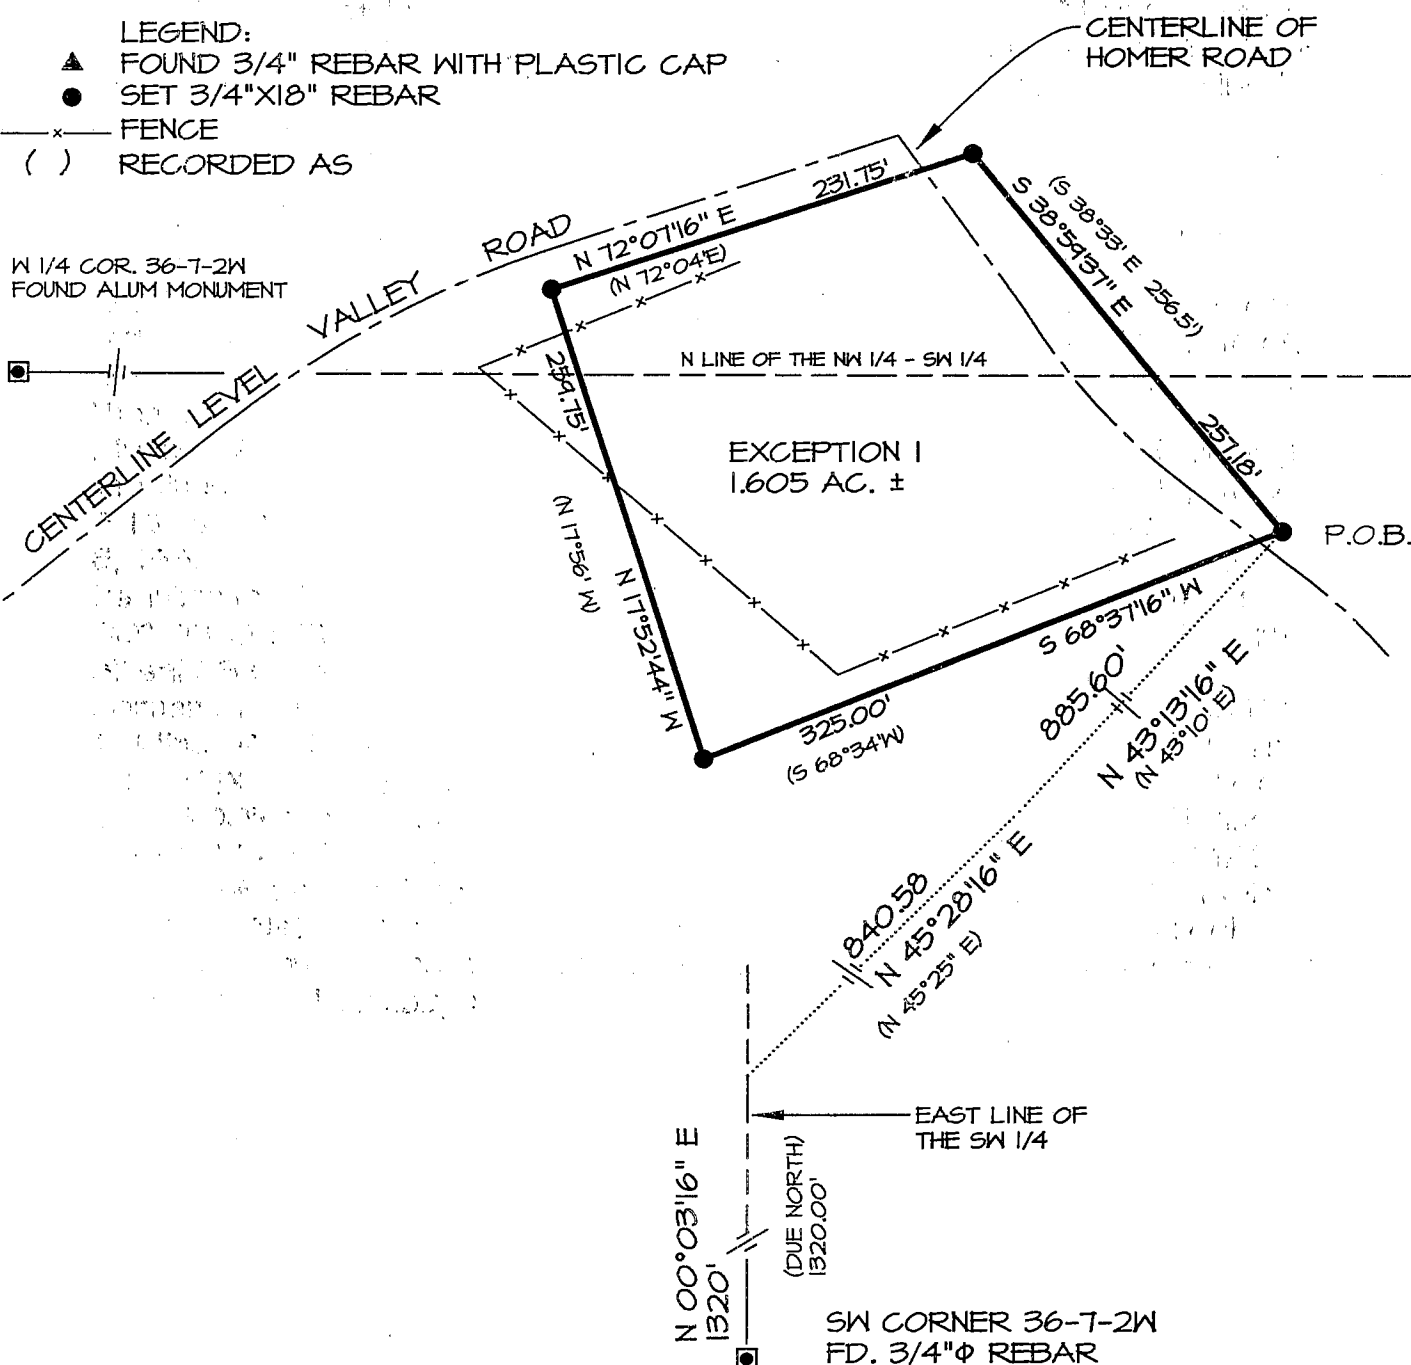 LEGEND:
FOUND 3/4" REBAR WITH PLASTIC CAP
SET 3/4"X18" REBAR
FENCE
( ) RECORDED AS
CENTERLINE OF
HOMER ROAD
W 1/4 COR. 36-7-2W
FOUND ALUM MONUMENT
CENTERLINE LEVEL VALLEY ROAD
N 72°07'16" E 231.75'
(N 72°04'E)
(S 38°33' E 256.5')
S 38°59'37" E 257.18'
N LINE OF THE NW 1/4 - SW 1/4
259.75'
N 17°52'44" W
(N 17°56' W)
EXCEPTION 1
1.605 AC. ±
P.O.B.
S 68°37'16" W
325.00'
(S 68°34'W)
885.60'
N 43°13'16" E
(N 43°10' E)
840.58
N 45°28'16" E
(N 45°25" E)
EAST LINE OF
THE SW 1/4
N 00°03'16" E
1320'
(DUE NORTH)
1320.00'
SW CORNER 36-7-2W
FD. 3/4"Φ REBAR